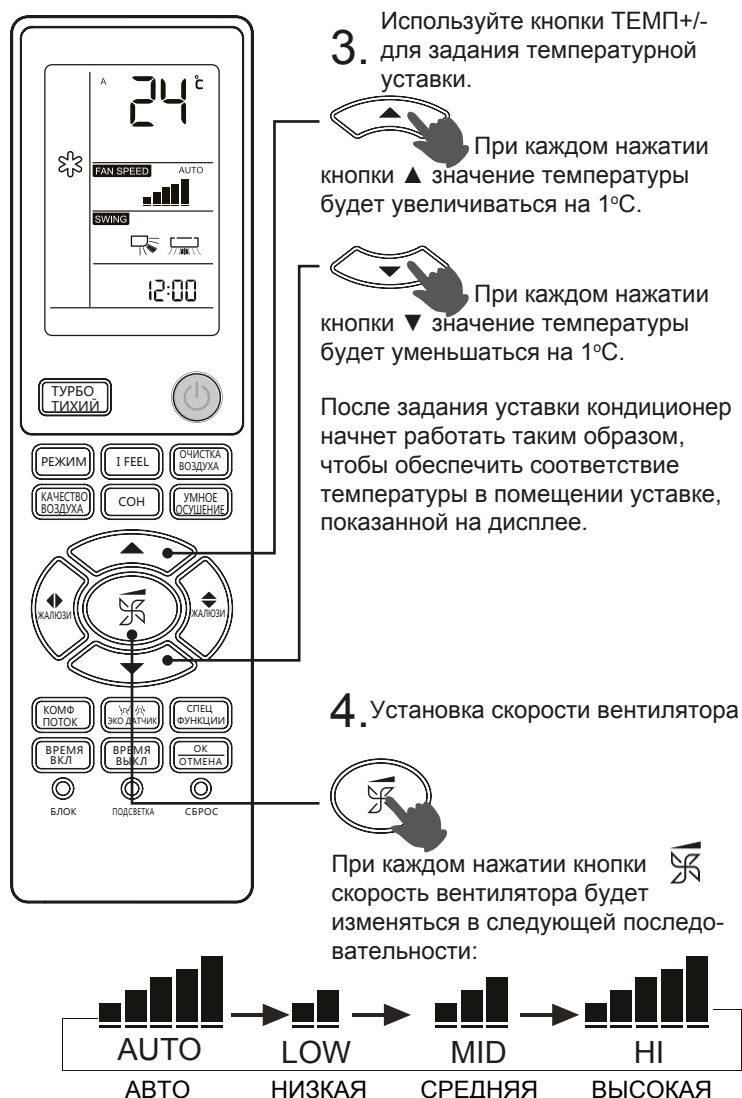 A 24 °c
FAN SPEED AUTO
SWING
12:00
ТУРБО
ТИХИЙ
РЕЖИМ I FEEL ОЧИСТКА
ВОЗДУХА
КАЧЕСТВО
ВОЗДУХА
СОН
УМНОЕ
ОСУШЕНИЕ
ЖАЛЮЗИ ЖАЛЮЗИ
КОМФ
ПОТОК
ЭКО ДАТЧИК
СПЕЦ
ФУНКЦИИ
ВРЕМЯ
ВКЛ
ВРЕМЯ
ВЫКЛ
ОК
ОТМЕНА
БЛОК ПОДСВЕТКА СБРОС
3. Используйте кнопки ТЕМП+/-
для задания температурной
уставки.
При каждом нажатии
кнопки ▲ значение температуры
будет увеличиваться на 1°С.
При каждом нажатии
кнопки ▼ значение температуры
будет уменьшаться на 1°С.
После задания уставки кондиционер
начнет работать таким образом,
чтобы обеспечить соответствие
температуры в помещении уставке,
показанной на дисплее.
4. Установка скорости вентилятора
При каждом нажатии кнопки
скорость вентилятора будет
изменяться в следующей последо-
вательности:
AUTO LOW MID HI
АВТО НИЗКАЯ СРЕДНЯЯ ВЫСОКАЯ